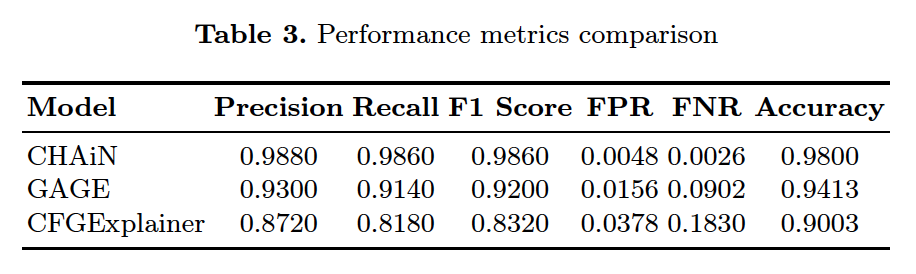 Table 3. Performance metrics comparison
Model Precision Recall F1 Score FPR FNR Accuracy
CHAiN 0.9880 0.9860 0.9860 0.0048 0.0026 0.9800
GAGE 0.9300 0.9140 0.9200 0.0156 0.0902 0.9413
CFGExplainer 0.8720 0.8180 0.8320 0.0378 0.1830 0.9003